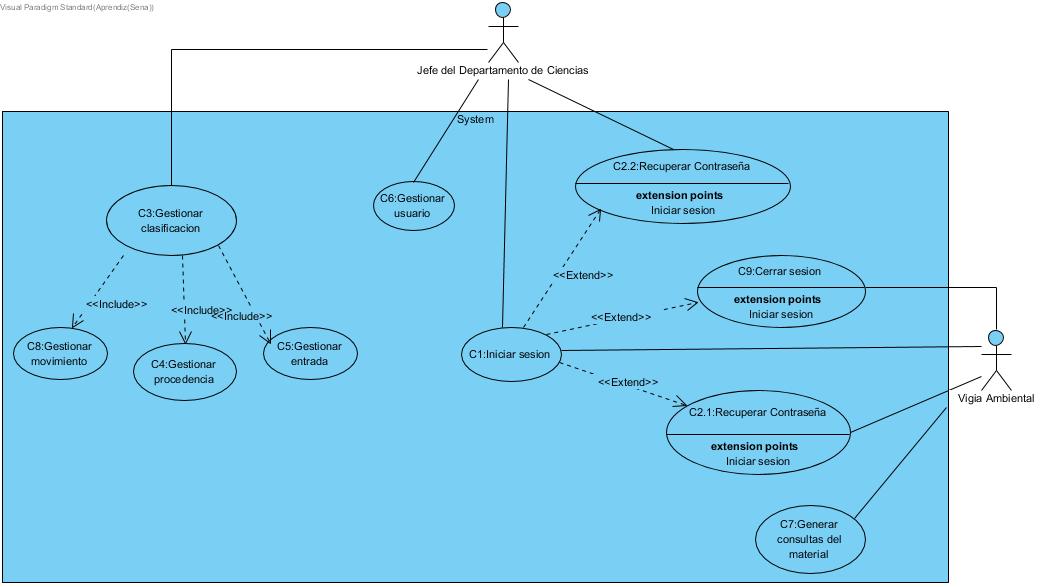 Visual Paradigm Standard(Aprendiz(Sena))
Jefe del Departamento de Ciencias
System
C2.2:Recuperar Contraseña
extension points
Iniciar sesion
C6:Gestionar
usuario
C3:Gestionar
clasificacion
<<Extend>>
C9:Cerrar sesion
extension points
Iniciar sesion
<<Include>>
<<Include>>
<<Include>>
<<Extend>>
C8:Gestionar
movimiento
C4:Gestionar
procedencia
C5:Gestionar
entrada
C1:Iniciar sesion
<<Extend>>
Vigia Ambiental
C2.1:Recuperar Contraseña
extension points
Iniciar sesion
C7:Generar
consultas del
material